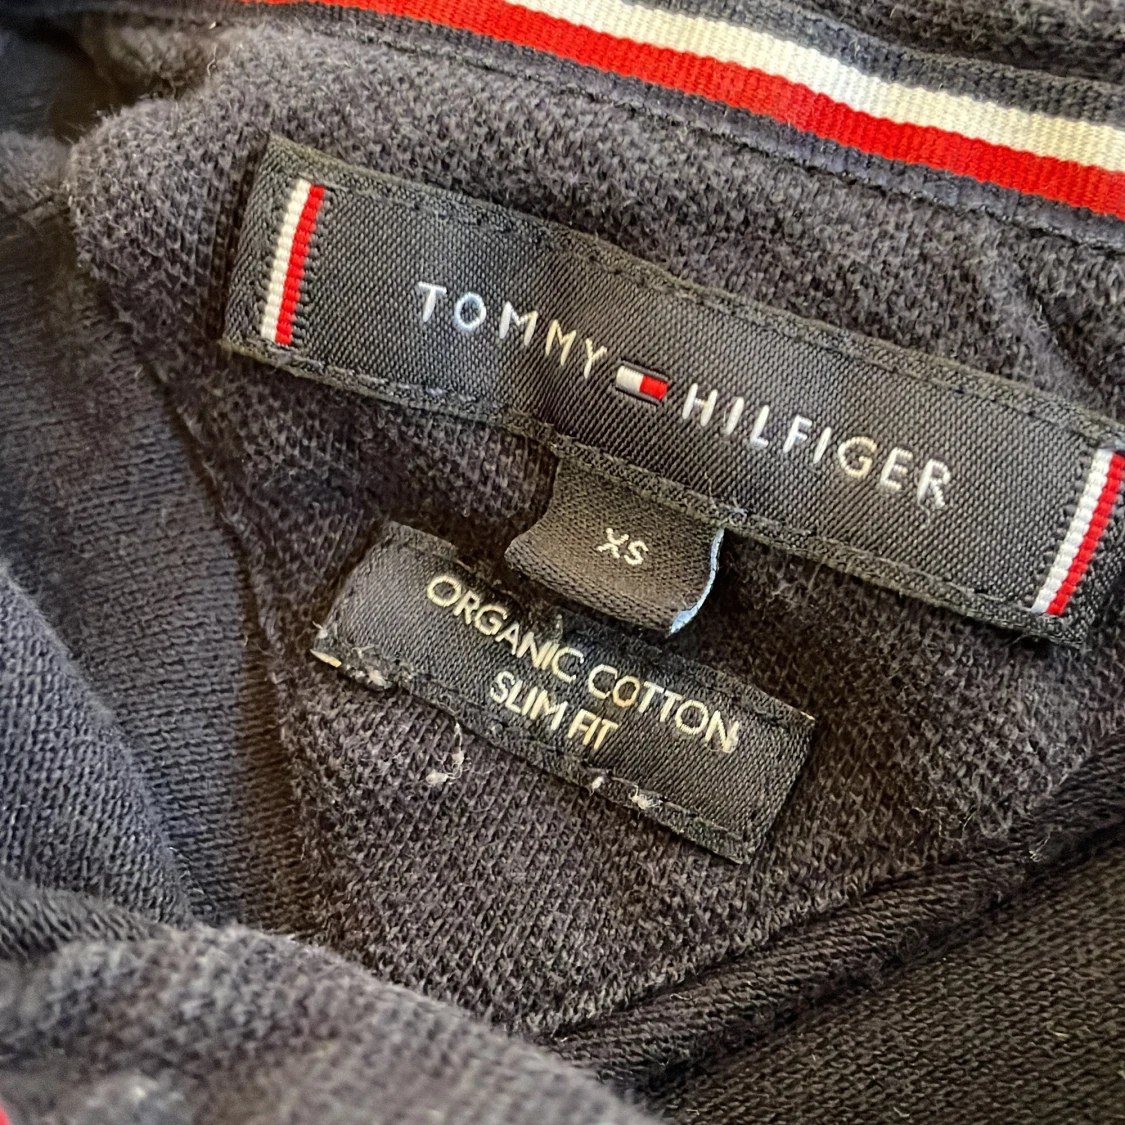 TOMMY HILFIGER
XS
ORGANIC COTTON
SLIM FIT